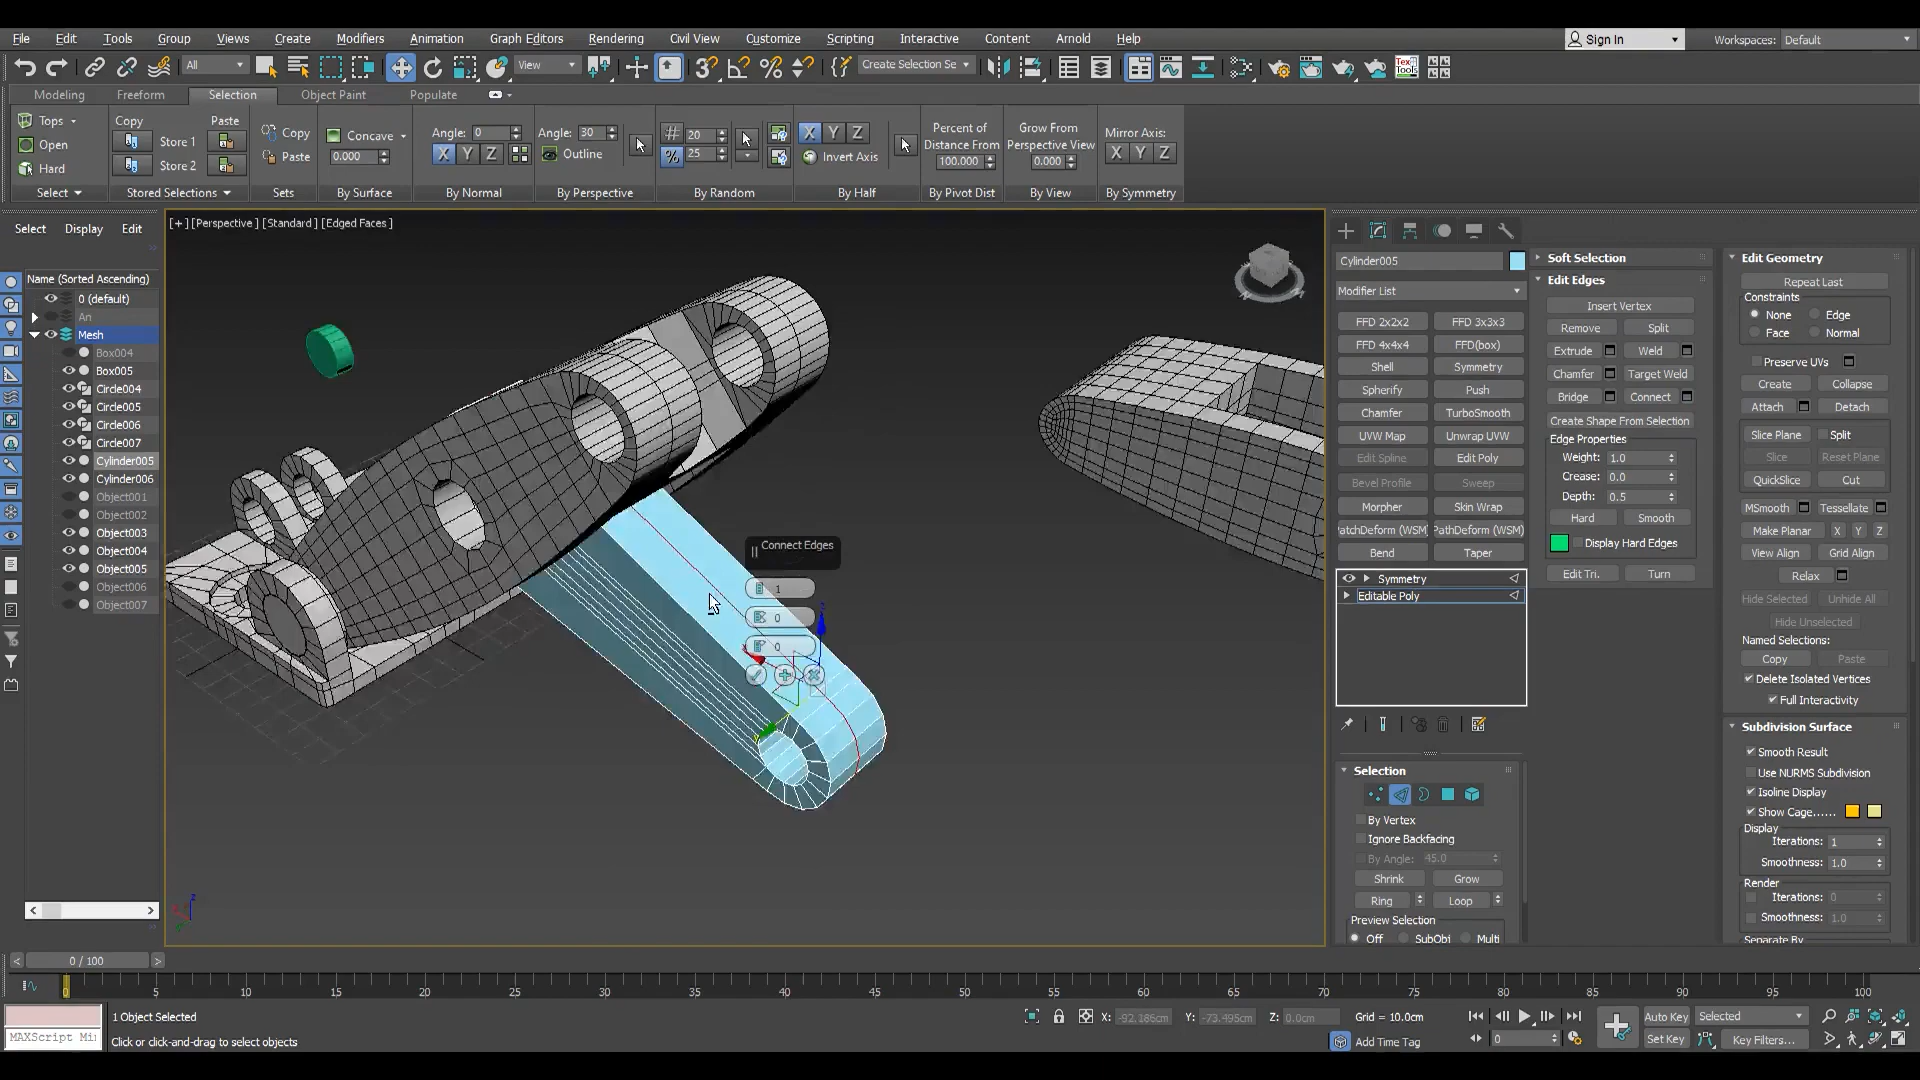 File Edit Tools Group Views Create Modifiers Animation Graph Editors Rendering Civil View Customize Scripting Interactive Content Arnold Help Sign In Workspaces: Default
All View Create Selection Se
Modeling Freeform Selection Object Paint Populate
Tops Copy Paste Copy Concave Angle: 0 Angle: 30 20 X Y Z Percent of Distance From Grow From Perspective View Mirror Axis:
Open Store 1 Paste 0.000 X Y Z Outline 25 Invert Axis 100.000 0.000 X Y Z
Hard Store 2
Select Stored Selections Sets By Surface By Normal By Perspective By Random By Half By Pivot Dist By View By Symmetry
Select Display Edit
Name (Sorted Ascending)
0 (default)
An
Mesh
Box004
Box005
Circle004
Circle005
Circle006
Circle007
Cylinder005
Cylinder006
Object001
Object002
Object003
Object004
Object005
Object006
Object007
[+] [Perspective] [Standard] [Edged Faces]
Connect Edges
1
0
0
Cylinder005
Modifier List
FFD 2x2x2 FFD 3x3x3
FFD 4x4x4 FFD(box)
Shell Symmetry
Spherify Push
Chamfer TurboSmooth
UVW Map Unwrap UVW
Edit Spline Edit Poly
Bevel Profile Sweep
Morpher Skin Wrap
PatchDeform (WSM) PathDeform (WSM)
Bend Taper
Symmetry
Editable Poly
Selection
By Vertex
Ignore Backfacing
By Angle: 45.0
Shrink Grow
Ring Loop
Preview Selection
Off SubObj Multi
Soft Selection
Edit Edges
Insert Vertex
Remove Split
Extrude Weld
Chamfer Target Weld
Bridge Connect
Create Shape From Selection
Edge Properties
Weight: 1.0
Crease: 0.0
Depth: 0.5
Hard Smooth
Display Hard Edges
Edit Tri. Turn
Edit Geometry
Repeat Last
Constraints
None Edge
Face Normal
Preserve UVs
Create Collapse
Attach Detach
Slice Plane Split
Slice Reset Plane
QuickSlice Cut
MSmooth Tessellate
Make Planar X Y Z
View Align Grid Align
Relax
Hide Selected Unhide All
Hide Unselected
Named Selections:
Copy Paste
Delete Isolated Vertices
Full Interactivity
Subdivision Surface
Smooth Result
Use NURMS Subdivision
Isoline Display
Show Cage......
Display
Iterations: 1
Smoothness: 1.0
Render
Iterations: 0
Smoothness: 1.0
Separate By
0 / 100
0 5 10 15 20 25 30 35 40 45 50 55 60 65 70 75 80 85 90 95 100
1 Object Selected X: -92.186cm Y: -73.495cm Z: 0.0cm Grid = 10.0cm Auto Key Selected
MAXScript Mi Click or click-and-drag to select objects Add Time Tag 0 Set Key Key Filters...